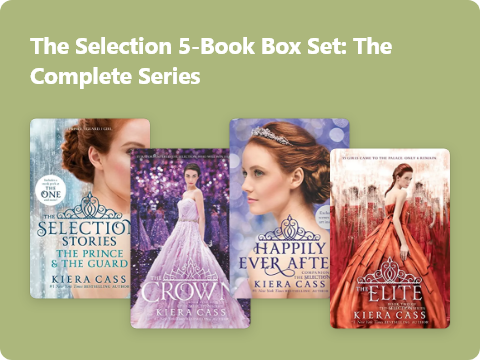 The Selection 5-Book Box Set: The
Complete Series
THE
ONE
THE
SELECTION
STORIES
THE PRINCE
& THE GUARD
KIERA CASS
THE
CROWN
KIERA CASS
HAPPILY
EVER AFTER
KIERA CASS
THE
ELITE
KIERA CASS